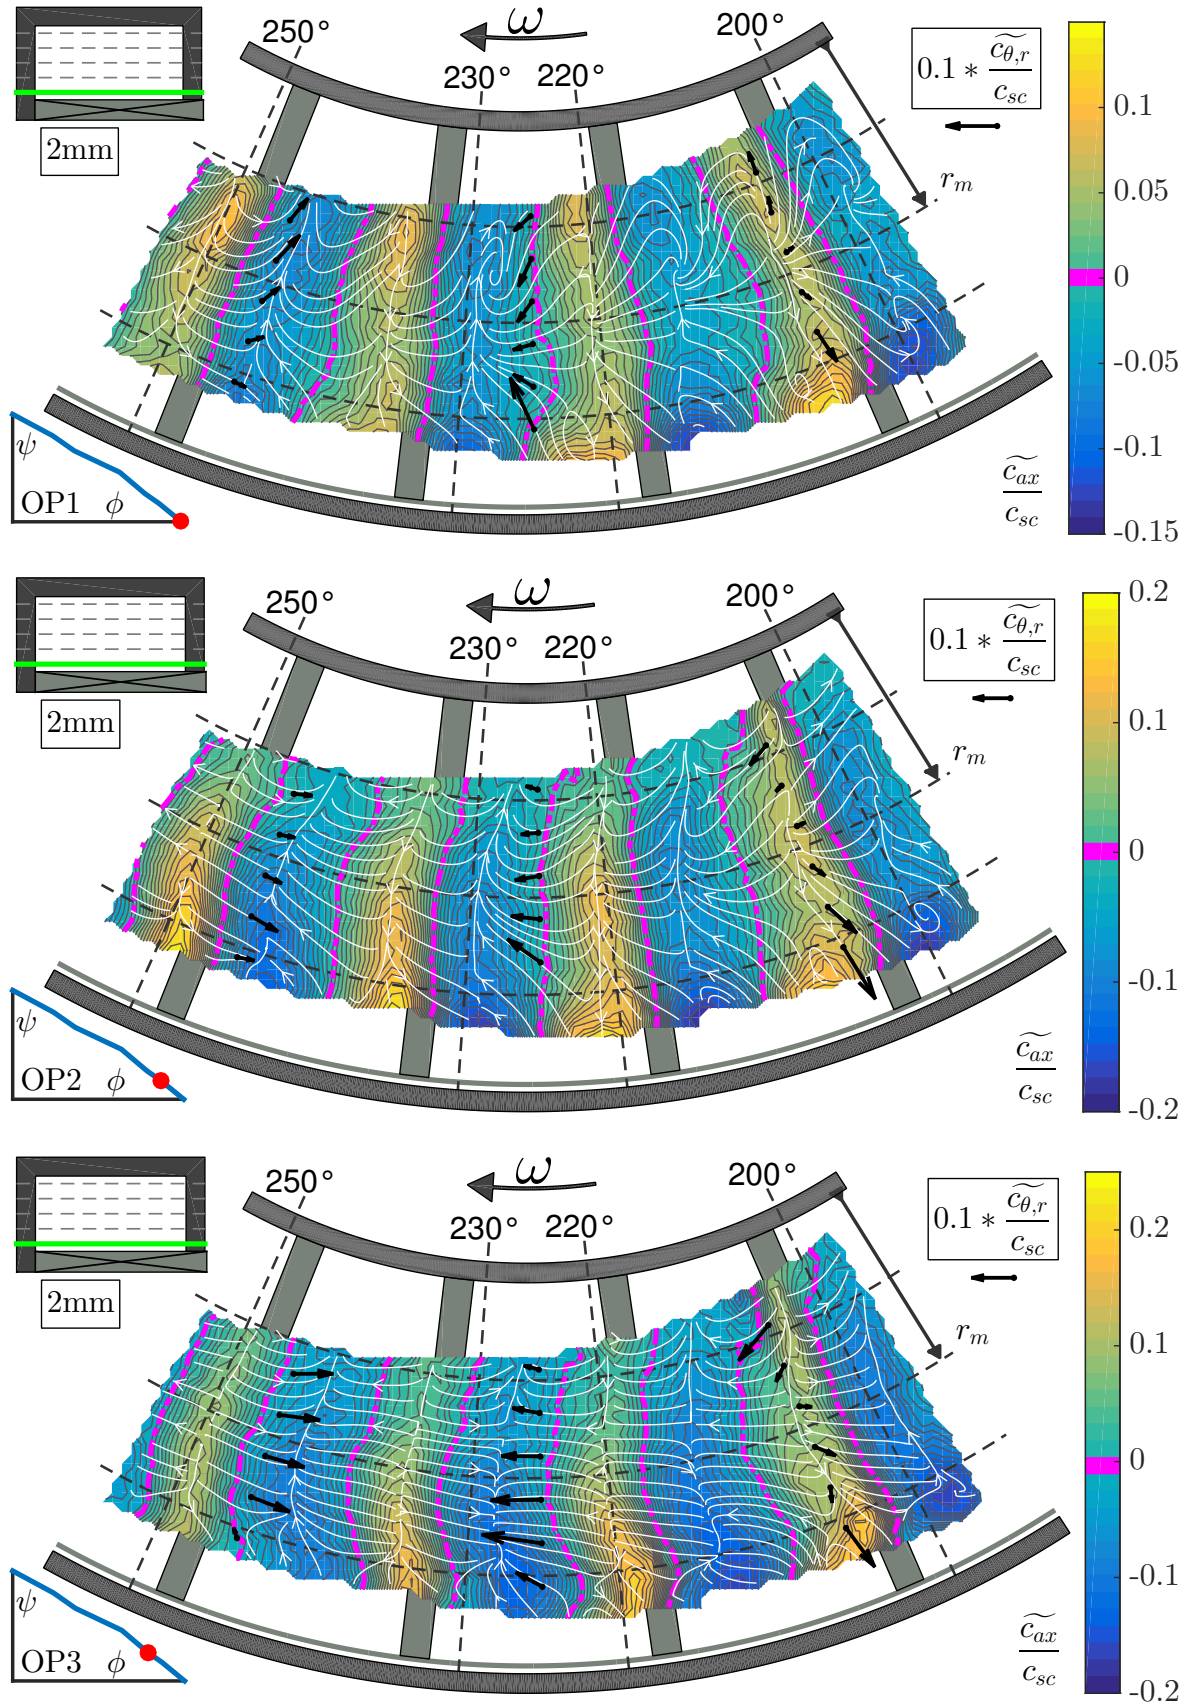 250° ω 200°
230° 220°
0.1 * c̃θ,r / csc
2mm
rm
0.1
0.05
0
-0.05
-0.1
-0.15
ψ
OP1 ϕ
c̃ax / csc
250° ω 200°
230° 220°
0.1 * c̃θ,r / csc
2mm
rm
0.2
0.1
0
-0.1
-0.2
ψ
OP2 ϕ
c̃ax / csc
250° ω 200°
230° 220°
0.1 * c̃θ,r / csc
2mm
rm
0.2
0.1
0
-0.1
-0.2
ψ
OP3 ϕ
c̃ax / csc